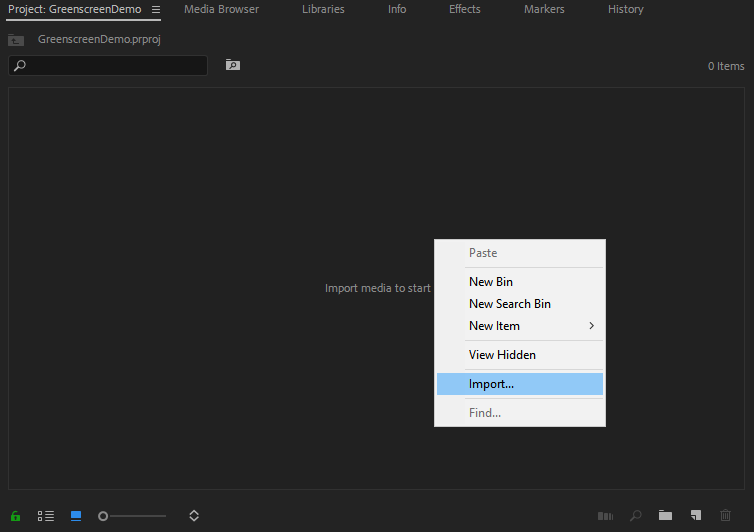 Project: GreenscreenDemo Media Browser Libraries Info Effects Markers History
GreenscreenDemo.prproj
0 Items
Import media to start
Paste
New Bin
New Search Bin
New Item
View Hidden
Import...
Find...